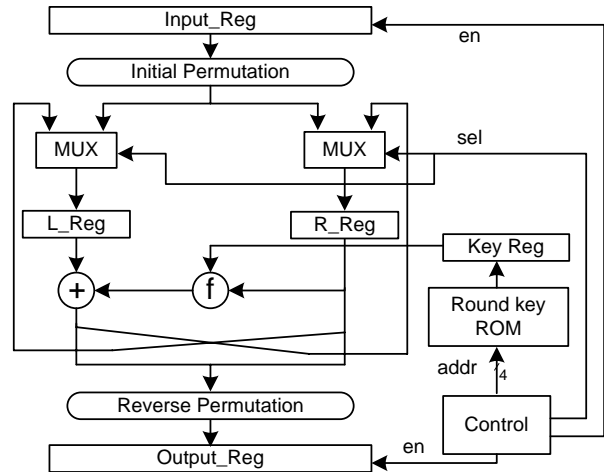 Input_Reg
en
Initial Permutation
MUX
MUX
sel
L_Reg
R_Reg
Key Reg
+
f
Round key
ROM
addr 4
Control
Reverse Permutation
en
Output_Reg